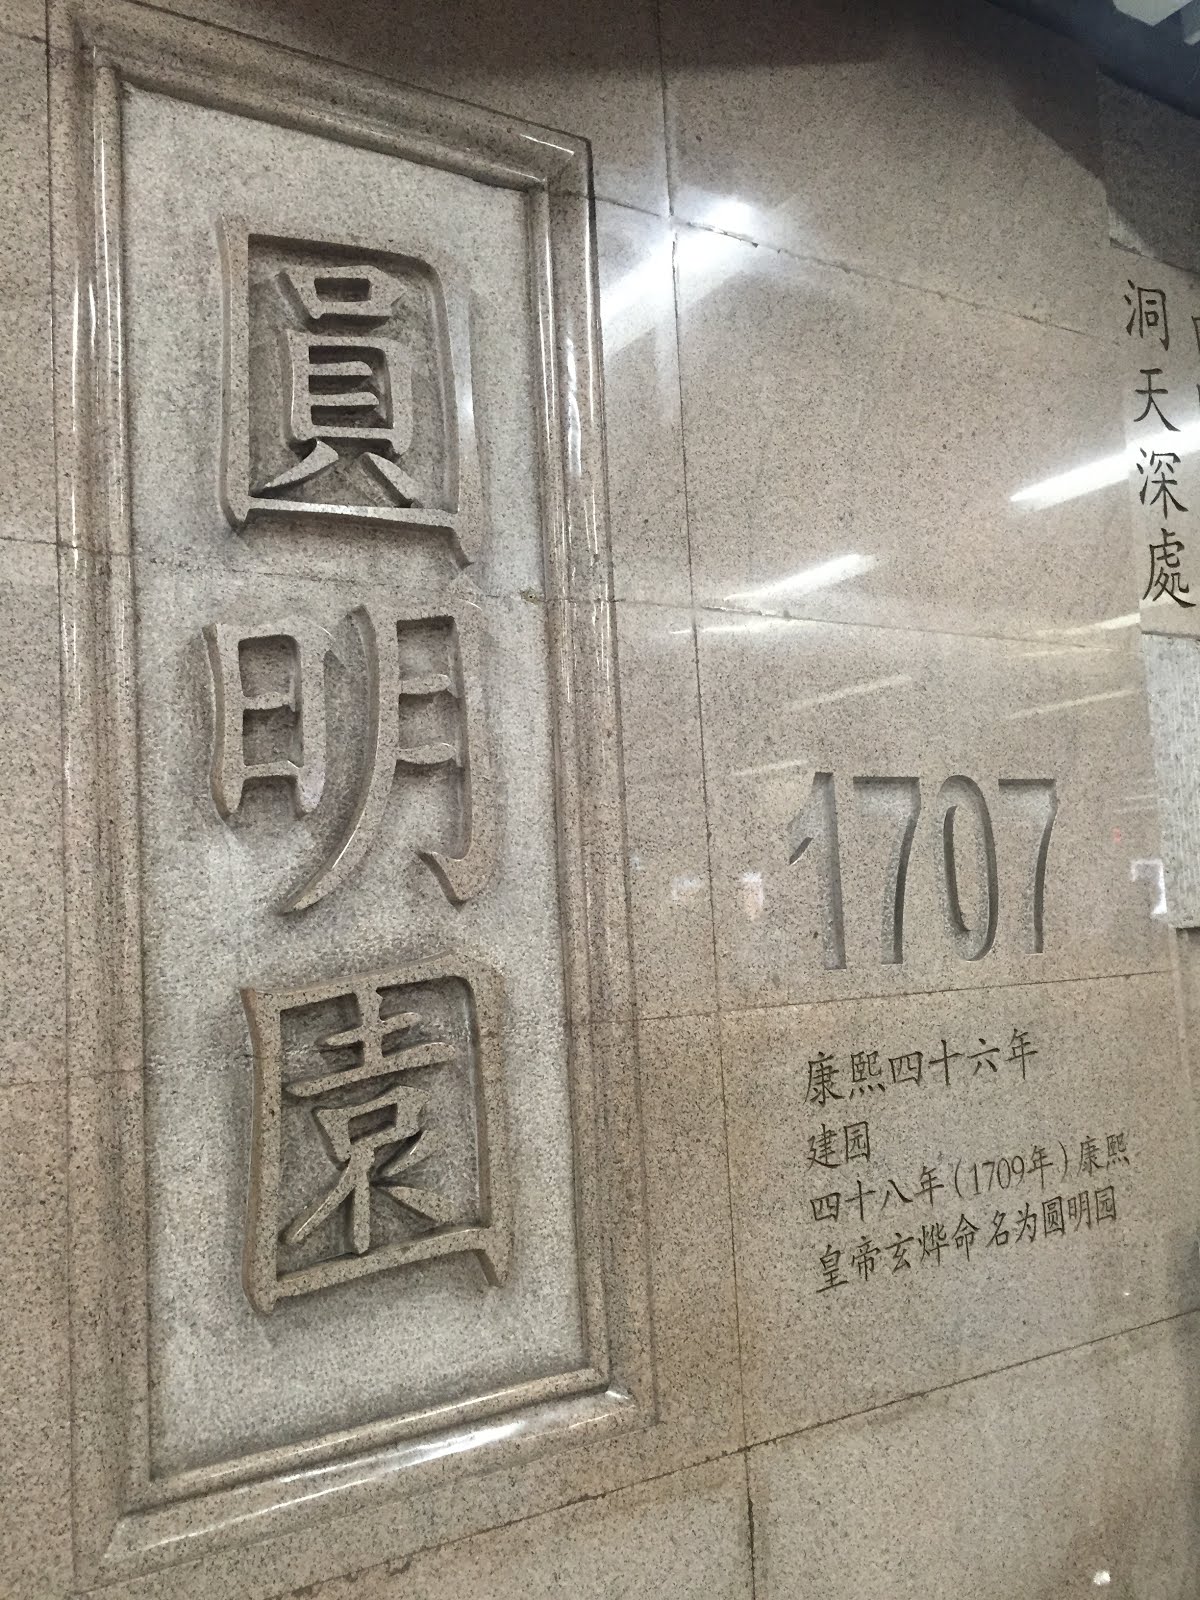 圓明園
洞天深處
1707
康熙四十六年
建园
四十八年(1709年)康熙
皇帝玄烨命名为圆明园